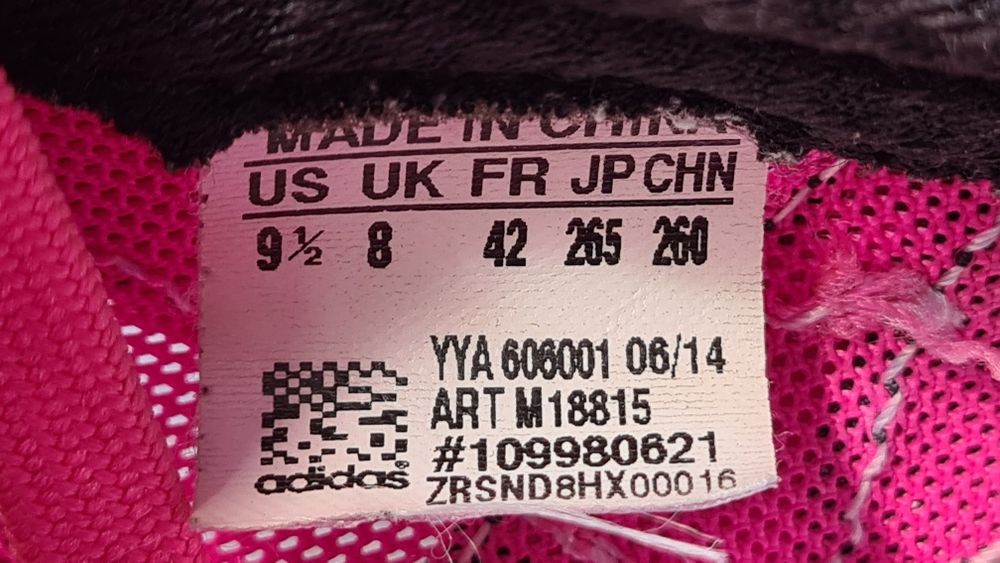 MADE IN CHINA
US UK FR JP CHN
9½ 8 42 265 260
YYA 606001 06/14
ART M18815
#109980621
adidas®
ZRSND8HX00016